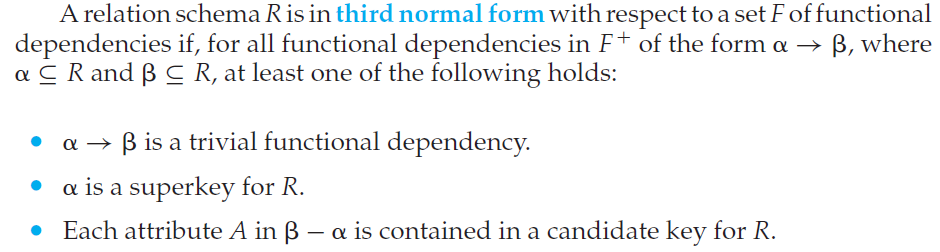 A relation schema R is in third normal form with respect to a set F of functional
dependencies if, for all functional dependencies in F+ of the form α → β, where
α ⊆ R and β ⊆ R, at least one of the following holds:
• α → β is a trivial functional dependency.
• α is a superkey for R.
• Each attribute A in β – α is contained in a candidate key for R.